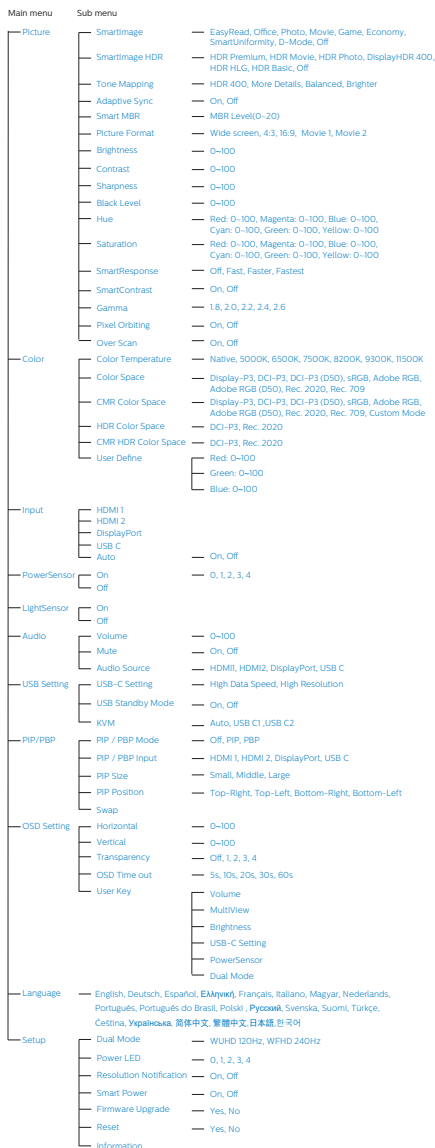 Main menu Sub menu
Picture SmartImage EasyRead, Office, Photo, Movie, Game, Economy,
SmartUniformity, D-Mode, Off
SmartImage HDR HDR Premium, HDR Movie, HDR Photo, DisplayHDR 400,
HDR HLG, HDR Basic, Off
Tone Mapping HDR 400, More Details, Balanced, Brighter
Adaptive Sync On, Off
Smart MBR MBR Level(0~20)
Picture Format Wide screen, 4:3, 16:9, Movie 1, Movie 2
Brightness 0~100
Contrast 0~100
Sharpness 0~100
Black Level 0~100
Hue Red: 0~100, Magenta: 0~100, Blue: 0~100,
Cyan: 0~100, Green: 0~100, Yellow: 0~100
Saturation Red: 0~100, Magenta: 0~100, Blue: 0~100,
Cyan: 0~100, Green: 0~100, Yellow: 0~100
SmartResponse Off, Fast, Faster, Fastest
SmartContrast On, Off
Gamma 1.8, 2.0, 2.2, 2.4, 2.6
Pixel Orbiting On, Off
Over Scan On, Off
Color Color Temperature Native, 5000K, 6500K, 7500K, 8200K, 9300K, 11500K
Color Space Display-P3, DCI-P3, DCI-P3 (D50), sRGB, Adobe RGB,
Adobe RGB (D50), Rec. 2020, Rec. 709
CMR Color Space Display-P3, DCI-P3, DCI-P3 (D50), sRGB, Adobe RGB,
Adobe RGB (D50), Rec. 2020, Rec. 709, Custom Mode
HDR Color Space DCI-P3, Rec. 2020
CMR HDR Color Space DCI-P3, Rec. 2020
User Define Red: 0~100
Green: 0~100
Blue: 0~100
Input HDMI 1
HDMI 2
DisplayPort
USB C
Auto On, Off
PowerSensor On 0, 1, 2, 3, 4
Off
LightSensor On
Off
Audio Volume 0~100
Mute On, Off
Audio Source HDMI1, HDMI2, DisplayPort, USB C
USB Setting USB-C Setting High Data Speed, High Resolution
USB Standby Mode On, Off
KVM Auto, USB C1 ,USB C2
PIP/PBP PIP / PBP Mode Off, PIP, PBP
PIP / PBP Input HDMI 1, HDMI 2, DisplayPort, USB C
PIP Size Small, Middle, Large
PIP Position Top-Right, Top-Left, Bottom-Right, Bottom-Left
Swap
OSD Setting Horizontal 0~100
Vertical 0~100
Transparency Off, 1, 2, 3, 4
OSD Time out 5s, 10s, 20s, 30s, 60s
User Key Volume
MultiView
Brightness
USB-C Setting
PowerSensor
Dual Mode
Language English, Deutsch, Español, Ελληνική, Français, Italiano, Magyar, Nederlands,
Português, Português do Brasil, Polski , Русский, Svenska, Suomi, Türkçe,
Čeština, Українська, 简体中文, 繁體中文,日本語,한국어
Setup Dual Mode WUHD 120Hz, WFHD 240Hz
Power LED 0, 1, 2, 3, 4
Resolution Notification On, Off
Smart Power On, Off
Firmware Upgrade Yes, No
Reset Yes, No
Information